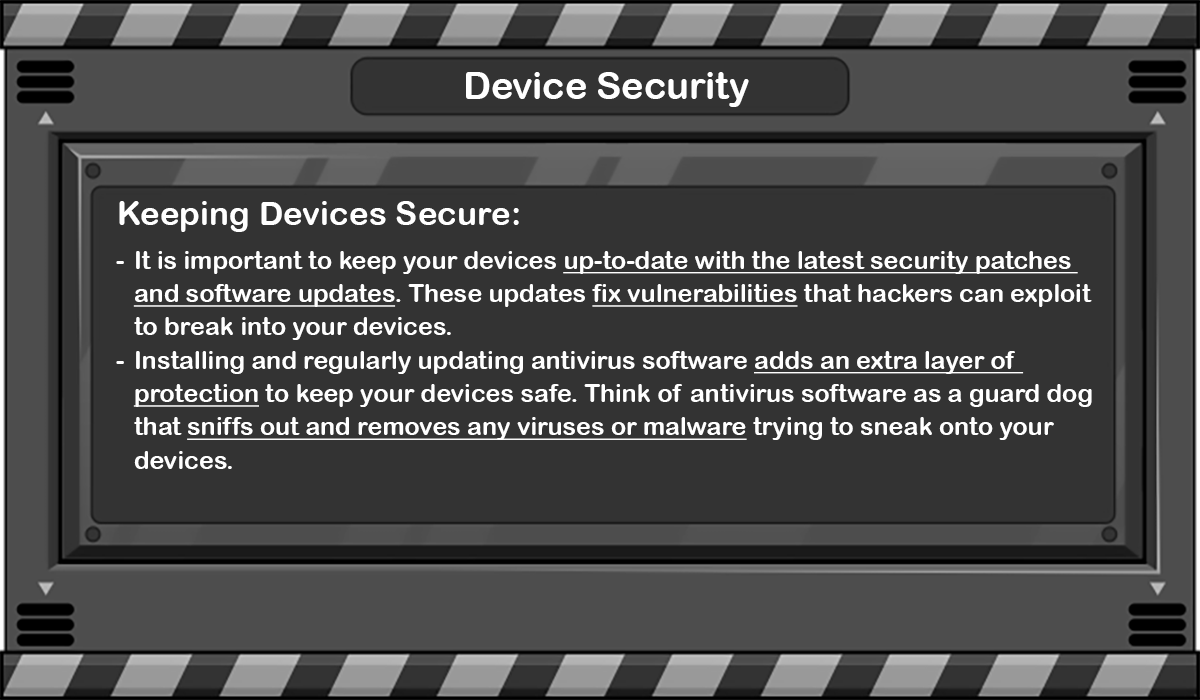 Device Security
Keeping Devices Secure:
- It is important to keep your devices up-to-date with the latest security patches
and software updates. These updates fix vulnerabilities that hackers can exploit
to break into your devices.
- Installing and regularly updating antivirus software adds an extra layer of
protection to keep your devices safe. Think of antivirus software as a guard dog
that sniffs out and removes any viruses or malware trying to sneak onto your
devices.